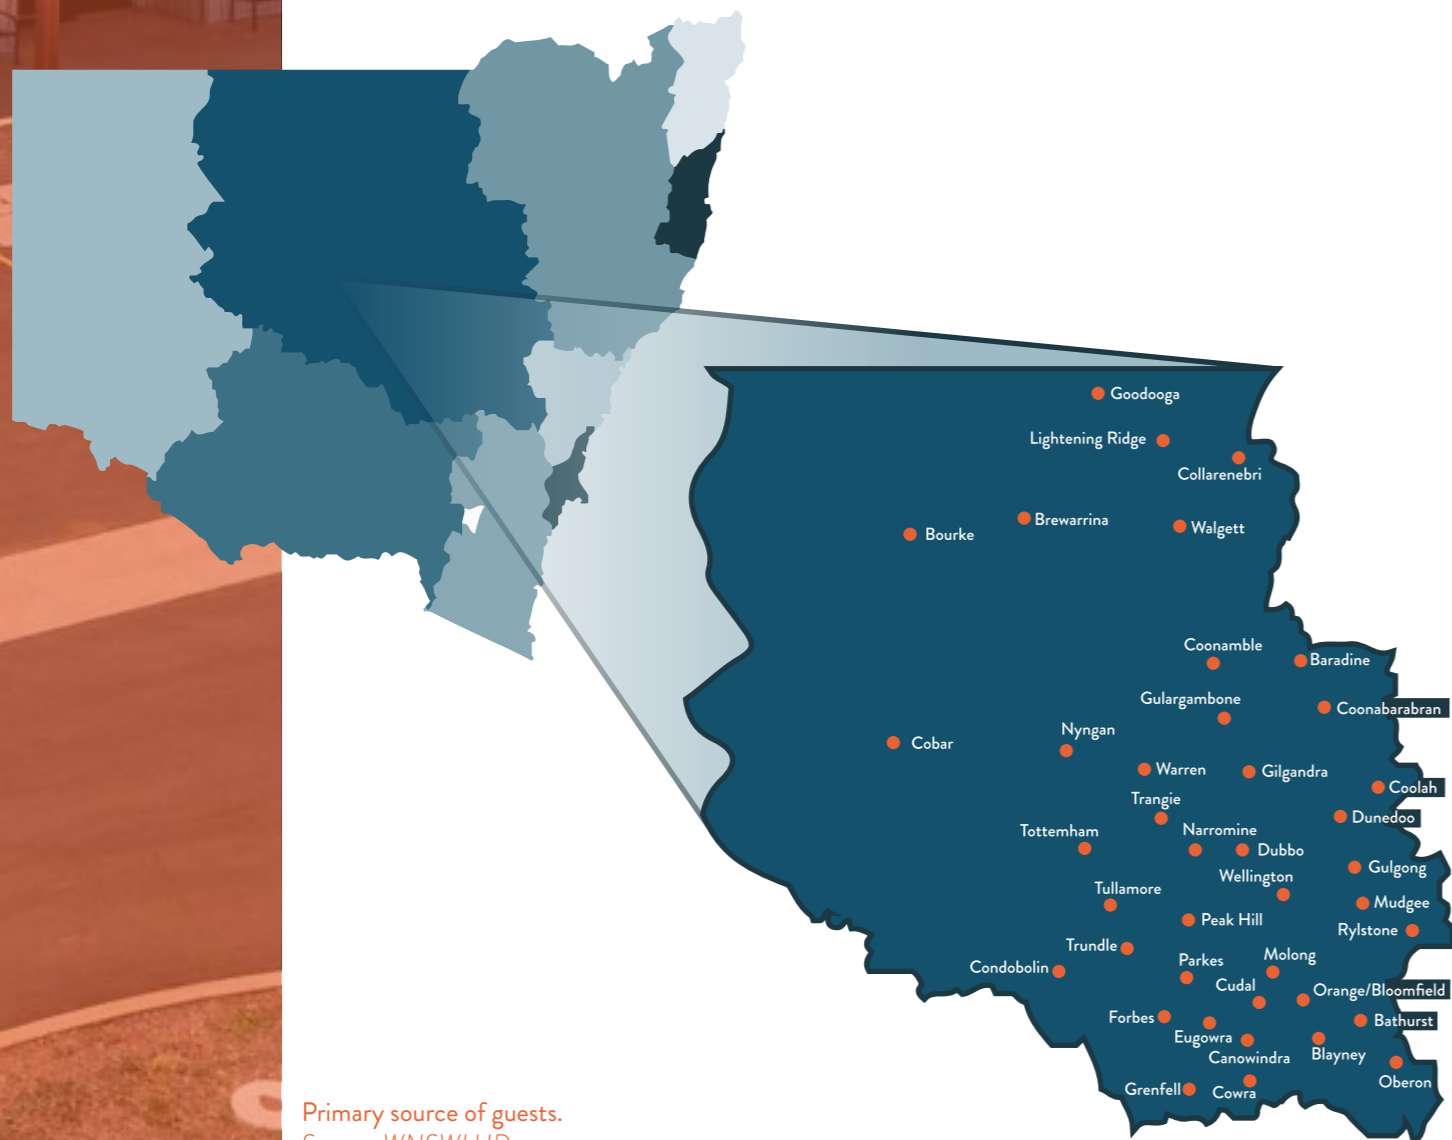 Goodooga
Lightening Ridge
Collarenebri
Brewarrina
Walgett
Bourke
Coonamble
Baradine
Gulargambone
Coonabarabran
Nyngan
Cobar
Warren
Gilgandra
Coolah
Trangie
Dunedoo
Tottemham
Narromine
Dubbo
Gulgong
Wellington
Tullamore
Mudgee
Peak Hill
Rylstone
Trundle
Molong
Parkes
Condobolin
Cudal
Orange/Bloomfield
Forbes
Bathurst
Eugowra
Canowindra
Blayney
Oberon
Grenfell
Cowra
Primary source of guests.